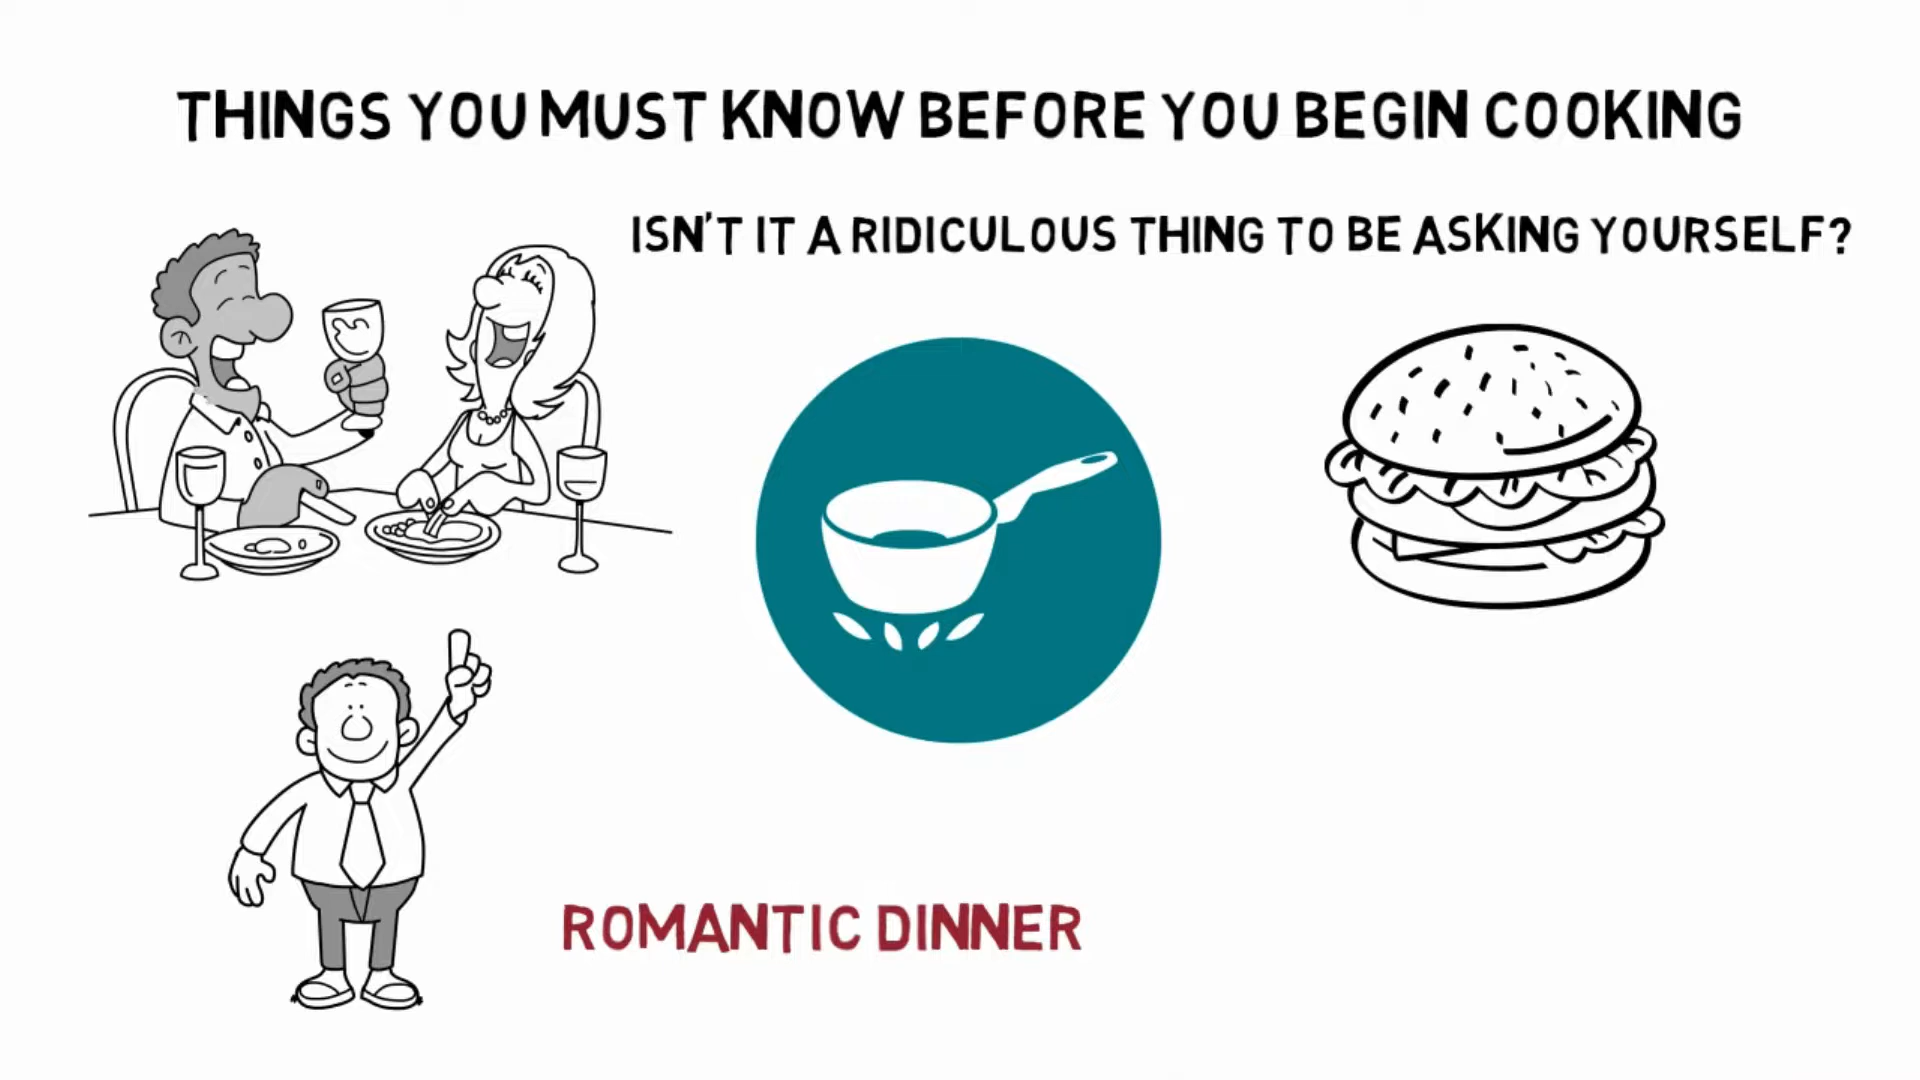 THINGS YOU MUST KNOW BEFORE YOU BEGIN COOKING
ISN'T IT A RIDICULOUS THING TO BE ASKING YOURSELF?
ROMANTIC DINNER